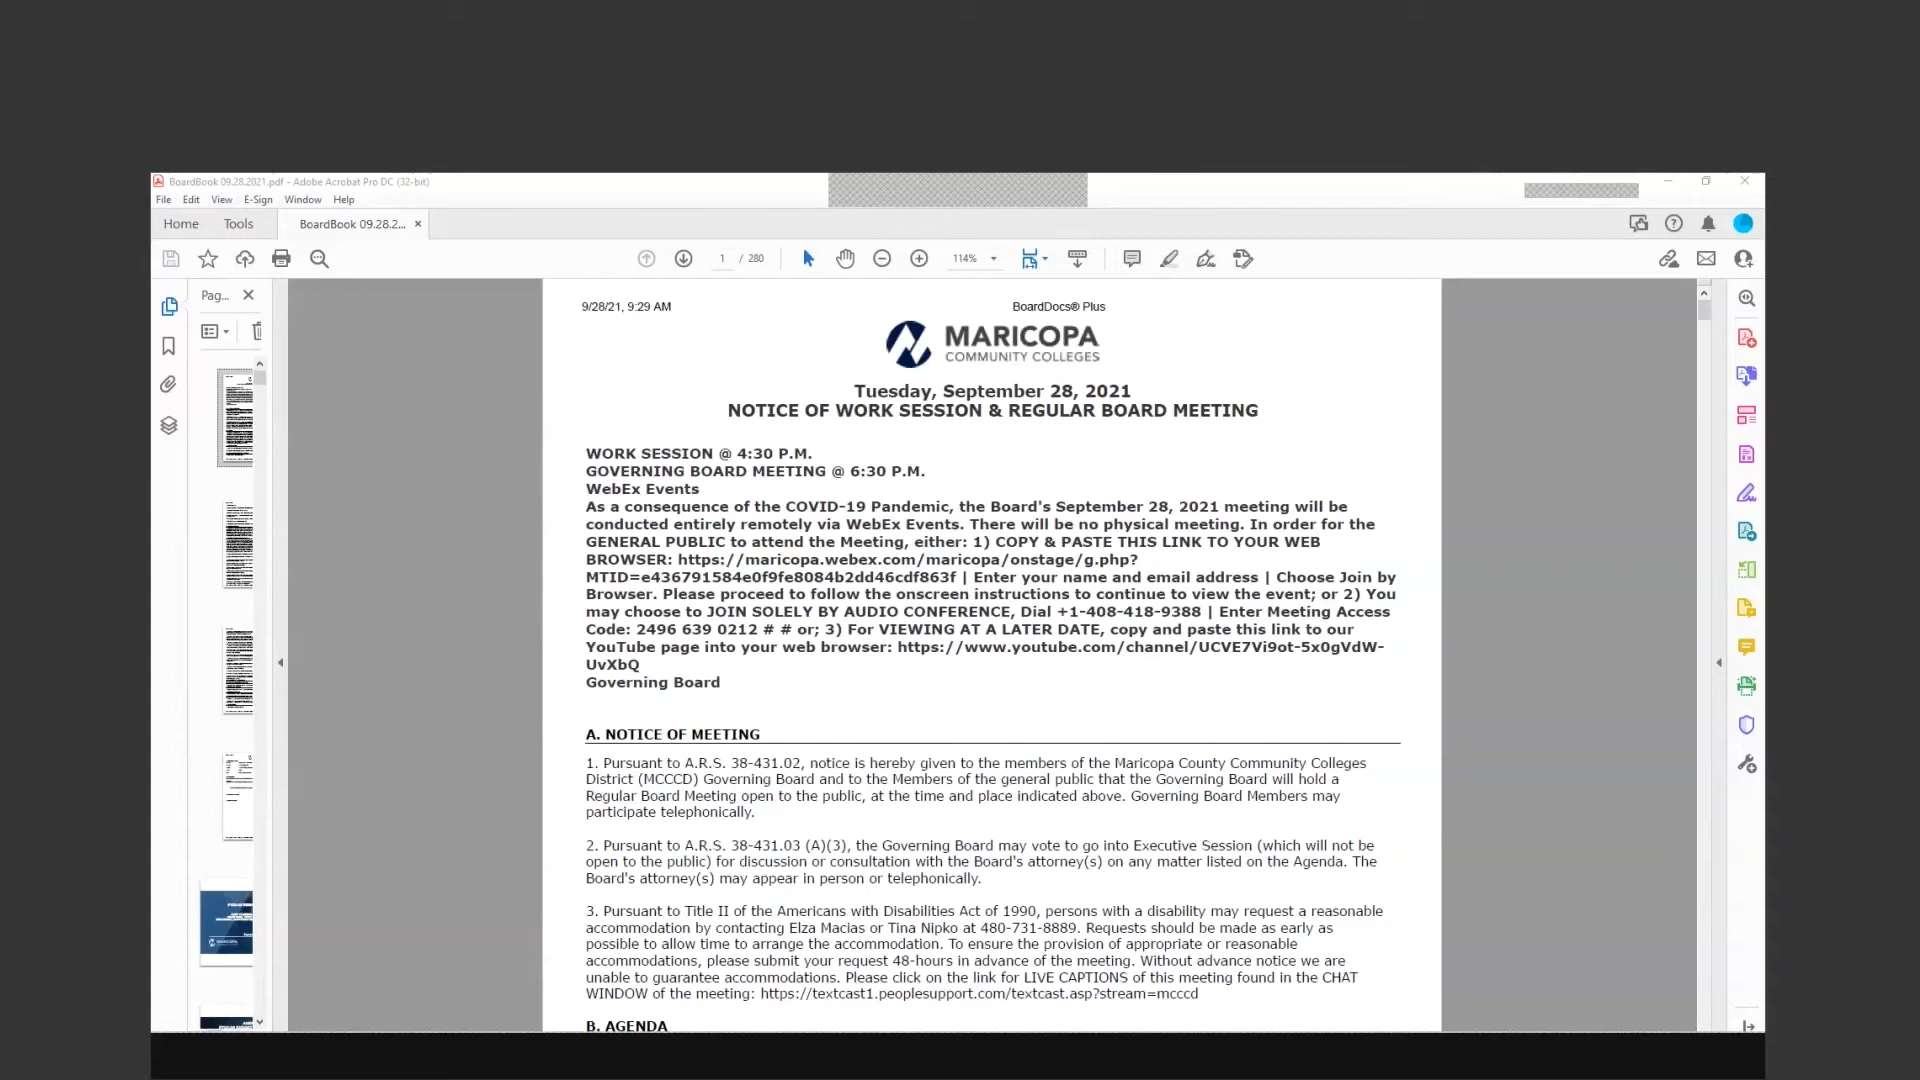 BoardBook 09.28.2021.pdf - Adobe Acrobat Pro DC (32-bit)
File Edit View E-Sign Window Help
Home Tools BoardBook 09.28.2... ×
1 / 280 114%
Pag...
9/28/21, 9:29 AM BoardDocs® Plus
MARICOPA
COMMUNITY COLLEGES
Tuesday, September 28, 2021
NOTICE OF WORK SESSION & REGULAR BOARD MEETING
WORK SESSION @ 4:30 P.M.
GOVERNING BOARD MEETING @ 6:30 P.M.
WebEx Events
As a consequence of the COVID-19 Pandemic, the Board's September 28, 2021 meeting will be
conducted entirely remotely via WebEx Events. There will be no physical meeting. In order for the
GENERAL PUBLIC to attend the Meeting, either: 1) COPY & PASTE THIS LINK TO YOUR WEB
BROWSER: https://maricopa.webex.com/maricopa/onstage/g.php?
MTID=e436791584e0f9fe8084b2dd46cdf863f | Enter your name and email address | Choose Join by
Browser. Please proceed to follow the onscreen instructions to continue to view the event; or 2) You
may choose to JOIN SOLELY BY AUDIO CONFERENCE, Dial +1-408-418-9388 | Enter Meeting Access
Code: 2496 639 0212 # # or; 3) For VIEWING AT A LATER DATE, copy and paste this link to our
YouTube page into your web browser: https://www.youtube.com/channel/UCVE7Vi9ot-5x0gVdW-
UvXbQ
Governing Board
A. NOTICE OF MEETING
1. Pursuant to A.R.S. 38-431.02, notice is hereby given to the members of the Maricopa County Community Colleges
District (MCCCD) Governing Board and to the Members of the general public that the Governing Board will hold a
Regular Board Meeting open to the public, at the time and place indicated above. Governing Board Members may
participate telephonically.
2. Pursuant to A.R.S. 38-431.03 (A)(3), the Governing Board may vote to go into Executive Session (which will not be
open to the public) for discussion or consultation with the Board's attorney(s) on any matter listed on the Agenda. The
Board's attorney(s) may appear in person or telephonically.
3. Pursuant to Title II of the Americans with Disabilities Act of 1990, persons with a disability may request a reasonable
accommodation by contacting Elza Macias or Tina Nipko at 480-731-8889. Requests should be made as early as
possible to allow time to arrange the accommodation. To ensure the provision of appropriate or reasonable
accommodations, please submit your request 48-hours in advance of the meeting. Without advance notice we are
unable to guarantee accommodations. Please click on the link for LIVE CAPTIONS of this meeting found in the CHAT
WINDOW of the meeting: https://textcast1.peoplesupport.com/textcast.asp?stream=mcccd
B. AGENDA